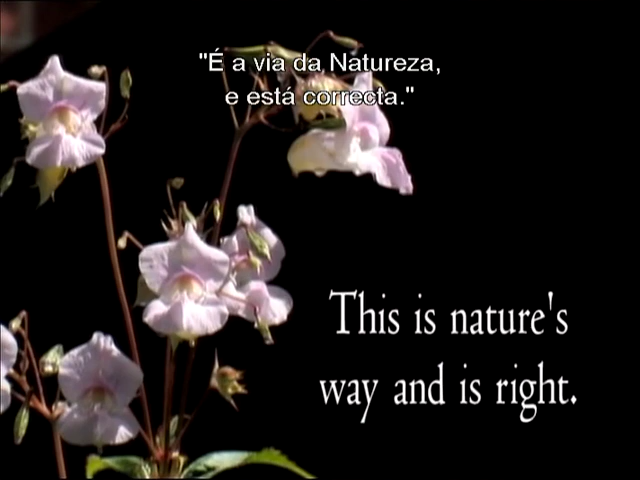 "É a via da Natureza,
e está correcta."
This is nature's
way and is right.